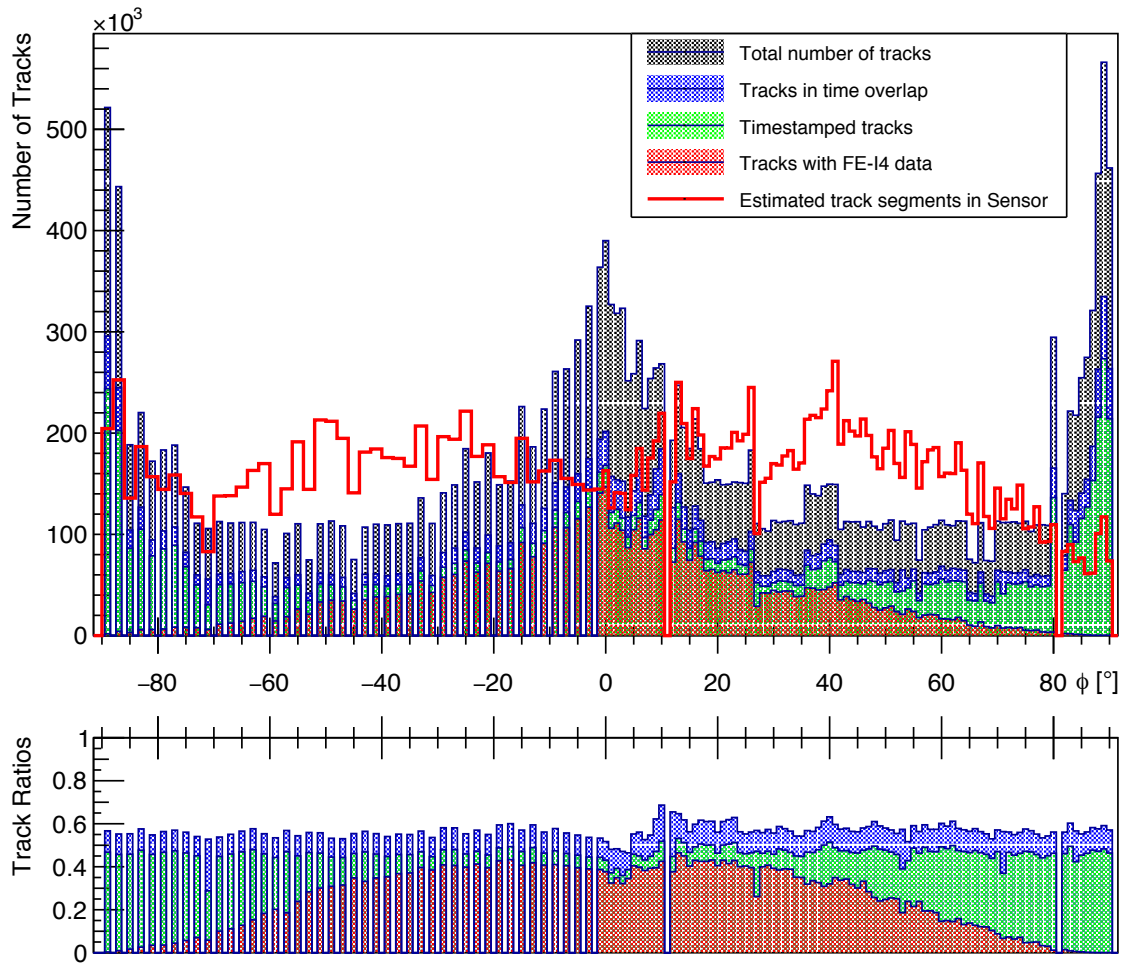 ×10³
Number of Tracks
500
400
300
200
100
0
Total number of tracks
Tracks in time overlap
Timestamped tracks
Tracks with FE-I4 data
Estimated track segments in Sensor
−80 −60 −40 −20 0 20 40 60 80 ϕ [°]
Track Ratios
1
0.8
0.6
0.4
0.2
0